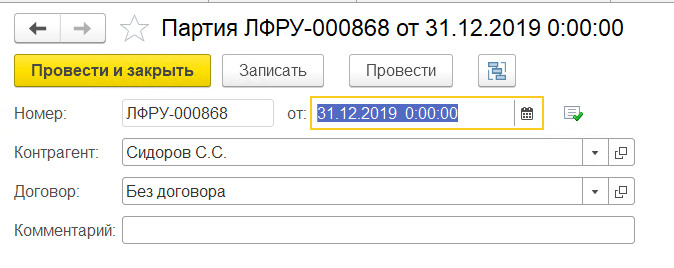 Партия ЛФРУ-000868 от 31.12.2019 0:00:00
Провести и закрыть Записать Провести
Номер: ЛФРУ-000868 от: 31.12.2019 0:00:00
Контрагент: Сидоров С.С.
Договор: Без договора
Комментарий: